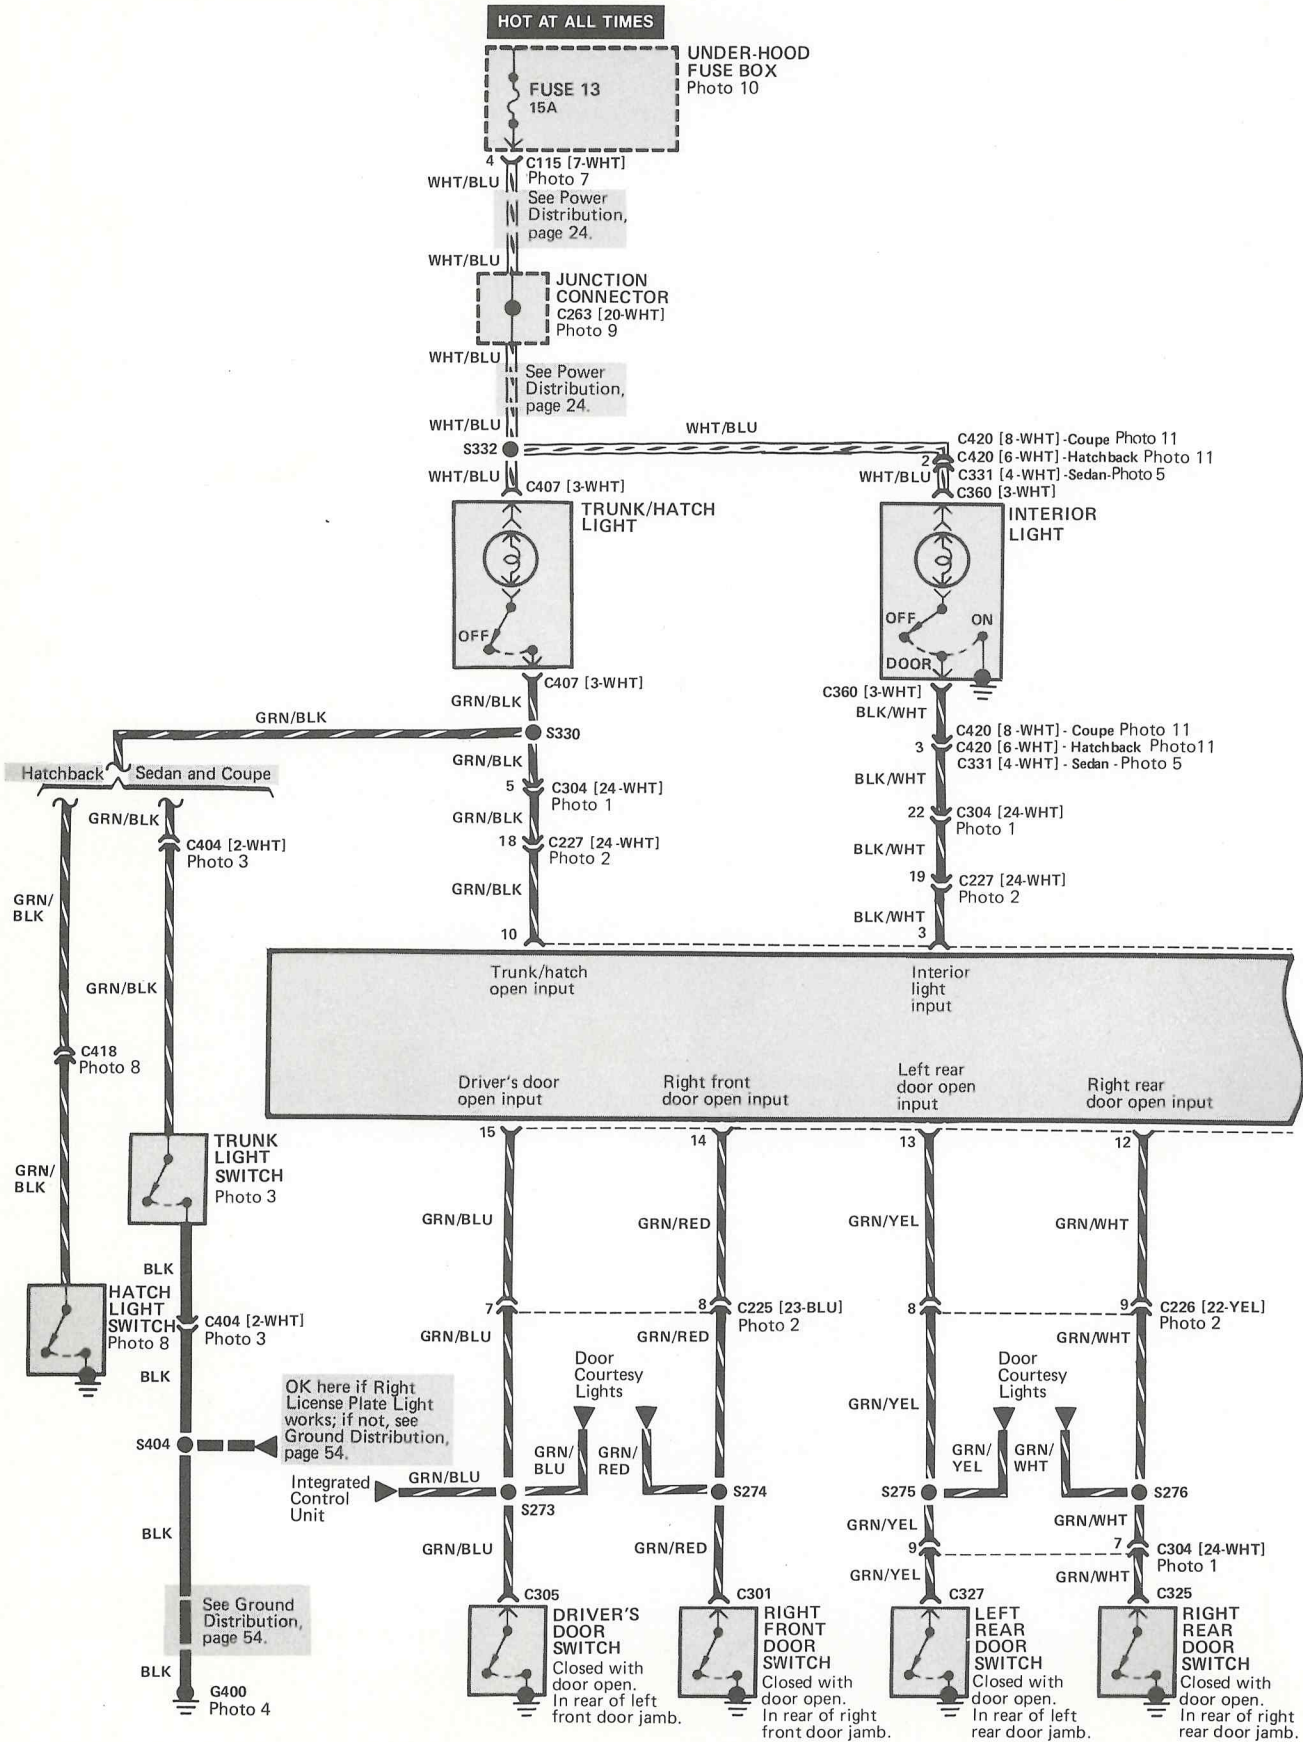 HOT AT ALL TIMES
UNDER-HOOD
FUSE BOX
Photo 10
FUSE 13
15A
4
C115 [7-WHT]
Photo 7
WHT/BLU
See Power
Distribution,
page 24.
WHT/BLU
JUNCTION
CONNECTOR
C263 [20-WHT]
Photo 9
WHT/BLU
See Power
Distribution,
page 24.
WHT/BLU
WHT/BLU
S332
C420 [8-WHT]-Coupe Photo 11
2
C420 [6-WHT]-Hatchback Photo 11
C331 [4-WHT]-Sedan-Photo 5
WHT/BLU
WHT/BLU
C407 [3-WHT]
C360 [3-WHT]
TRUNK/HATCH
LIGHT
INTERIOR
LIGHT
OFF
OFF
ON
DOOR
C407 [3-WHT]
C360 [3-WHT]
GRN/BLK
BLK/WHT
GRN/BLK
S330
C420 [8-WHT] - Coupe Photo 11
3
C420 [6-WHT] - Hatchback Photo11
C331 [4-WHT] - Sedan - Photo 5
GRN/BLK
BLK/WHT
Hatchback
Sedan and Coupe
5
C304 [24-WHT]
Photo 1
22
C304 [24-WHT]
Photo 1
GRN/BLK
GRN/BLK
18
C227 [24-WHT]
Photo 2
BLK/WHT
C404 [2-WHT]
Photo 3
19
C227 [24-WHT]
Photo 2
GRN/BLK
BLK/WHT
GRN/
BLK
10
3
Trunk/hatch
open input
Interior
light
input
GRN/BLK
C418
Photo 8
Driver's door
open input
Right front
door open input
Left rear
door open
input
Right rear
door open input
15
14
13
12
TRUNK
LIGHT
SWITCH
Photo 3
GRN/
BLK
GRN/BLU
GRN/RED
GRN/YEL
GRN/WHT
BLK
HATCH
LIGHT
SWITCH
Photo 8
C404 [2-WHT]
Photo 3
7
8
C225 [23-BLU]
Photo 2
8
9
C226 [22-YEL]
Photo 2
GRN/BLU
GRN/RED
GRN/WHT
BLK
Door
Courtesy
Lights
Door
Courtesy
Lights
OK here if Right
License Plate Light
works; if not, see
Ground Distribution,
page 54.
GRN/YEL
S404
GRN/
BLU
GRN/
RED
GRN/
YEL
GRN/
WHT
Integrated
Control
Unit
GRN/BLU
S273
S274
S275
S276
BLK
GRN/BLU
GRN/RED
GRN/YEL
GRN/WHT
9
7
C304 [24-WHT]
Photo 1
GRN/YEL
GRN/WHT
See Ground
Distribution,
page 54.
C305
C301
C327
C325
DRIVER'S
DOOR
SWITCH
Closed with
door open.
In rear of left
front door jamb.
RIGHT
FRONT
DOOR
SWITCH
Closed with
door open.
In rear of right
front door jamb.
LEFT
REAR
DOOR
SWITCH
Closed with
door open.
In rear of left
rear door jamb.
RIGHT
REAR
DOOR
SWITCH
Closed with
door open.
In rear of right
rear door jamb.
BLK
G400
Photo 4